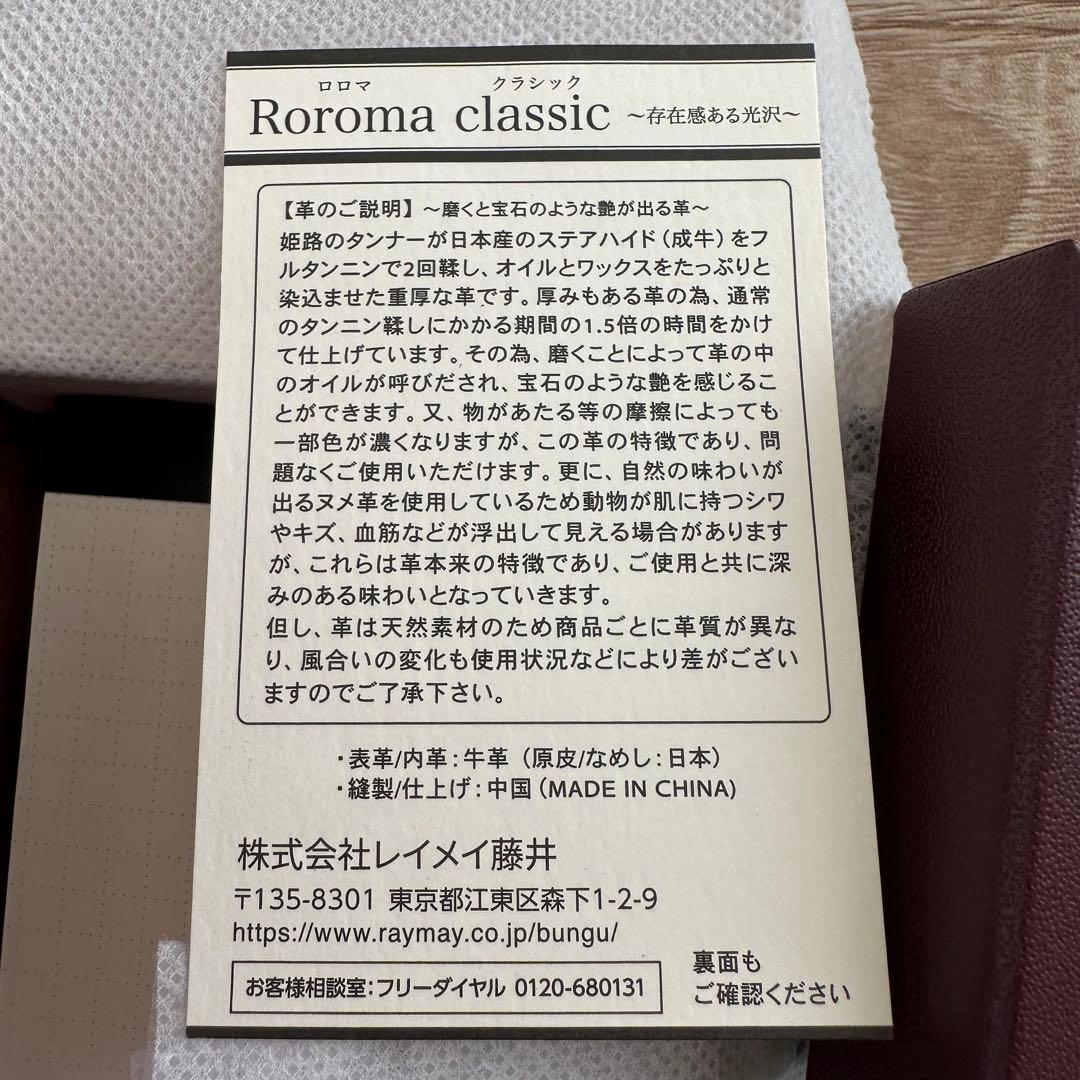 ロロマ クラシック
Roroma classic ～存在感ある光沢～
【革のご説明】～磨くと宝石のような艶が出る革～
姫路のタンナーが日本産のステアハイド（成牛）をフ
ルタンニンで2回鞣し、オイルとワックスをたっぷりと
染込ませた重厚な革です。厚みもある革の為、通常
のタンニン鞣しにかかる期間の1.5倍の時間をかけ
て仕上げています。その為、磨くことによって革の中
のオイルが呼びだされ、宝石のような艶を感じるこ
とができます。又、物があたる等の摩擦によっても
一部色が濃くなりますが、この革の特徴であり、問
題なくご使用いただけます。更に、自然の味わいが
出るヌメ革を使用しているため動物が肌に持つシワ
やキズ、血筋などが浮出して見える場合があります
が、これらは革本来の特徴であり、ご使用と共に深
みのある味わいとなっていきます。
但し、革は天然素材のため商品ごとに革質が異な
り、風合いの変化も使用状況などにより差がござい
ますのでご了承下さい。
・表革/内革：牛革（原皮/なめし：日本）
・縫製/仕上げ：中国（MADE IN CHINA）
株式会社レイメイ藤井
〒135-8301 東京都江東区森下1-2-9
https://www.raymay.co.jp/bungu/
お客様相談室：フリーダイヤル 0120-680131
裏面も
ご確認ください